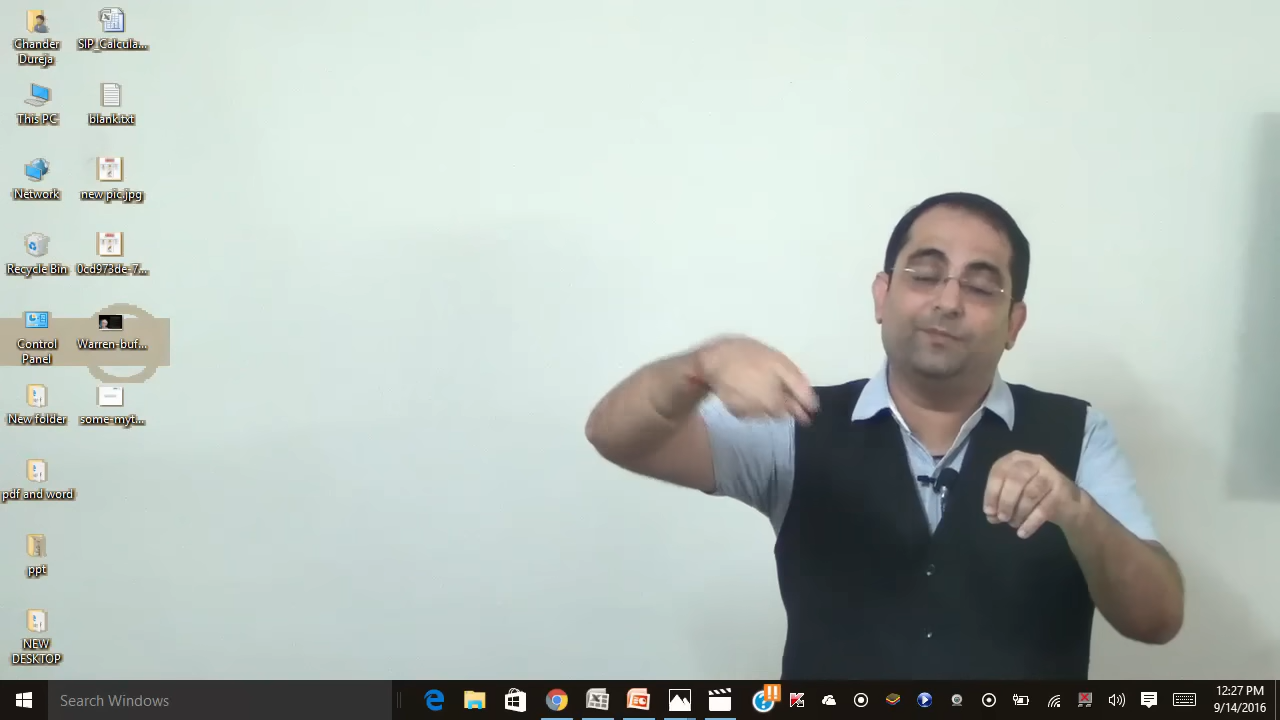 Chander
Dureja
SIP_Calcula...
This PC
blank.txt
Network
new pic.jpg
Recycle Bin
0cd973de-7...
Control
Panel
Warren-buf...
New folder
some-myt...
pdf and word
ppt
NEW
DESKTOP
Search Windows
12:27 PM
9/14/2016